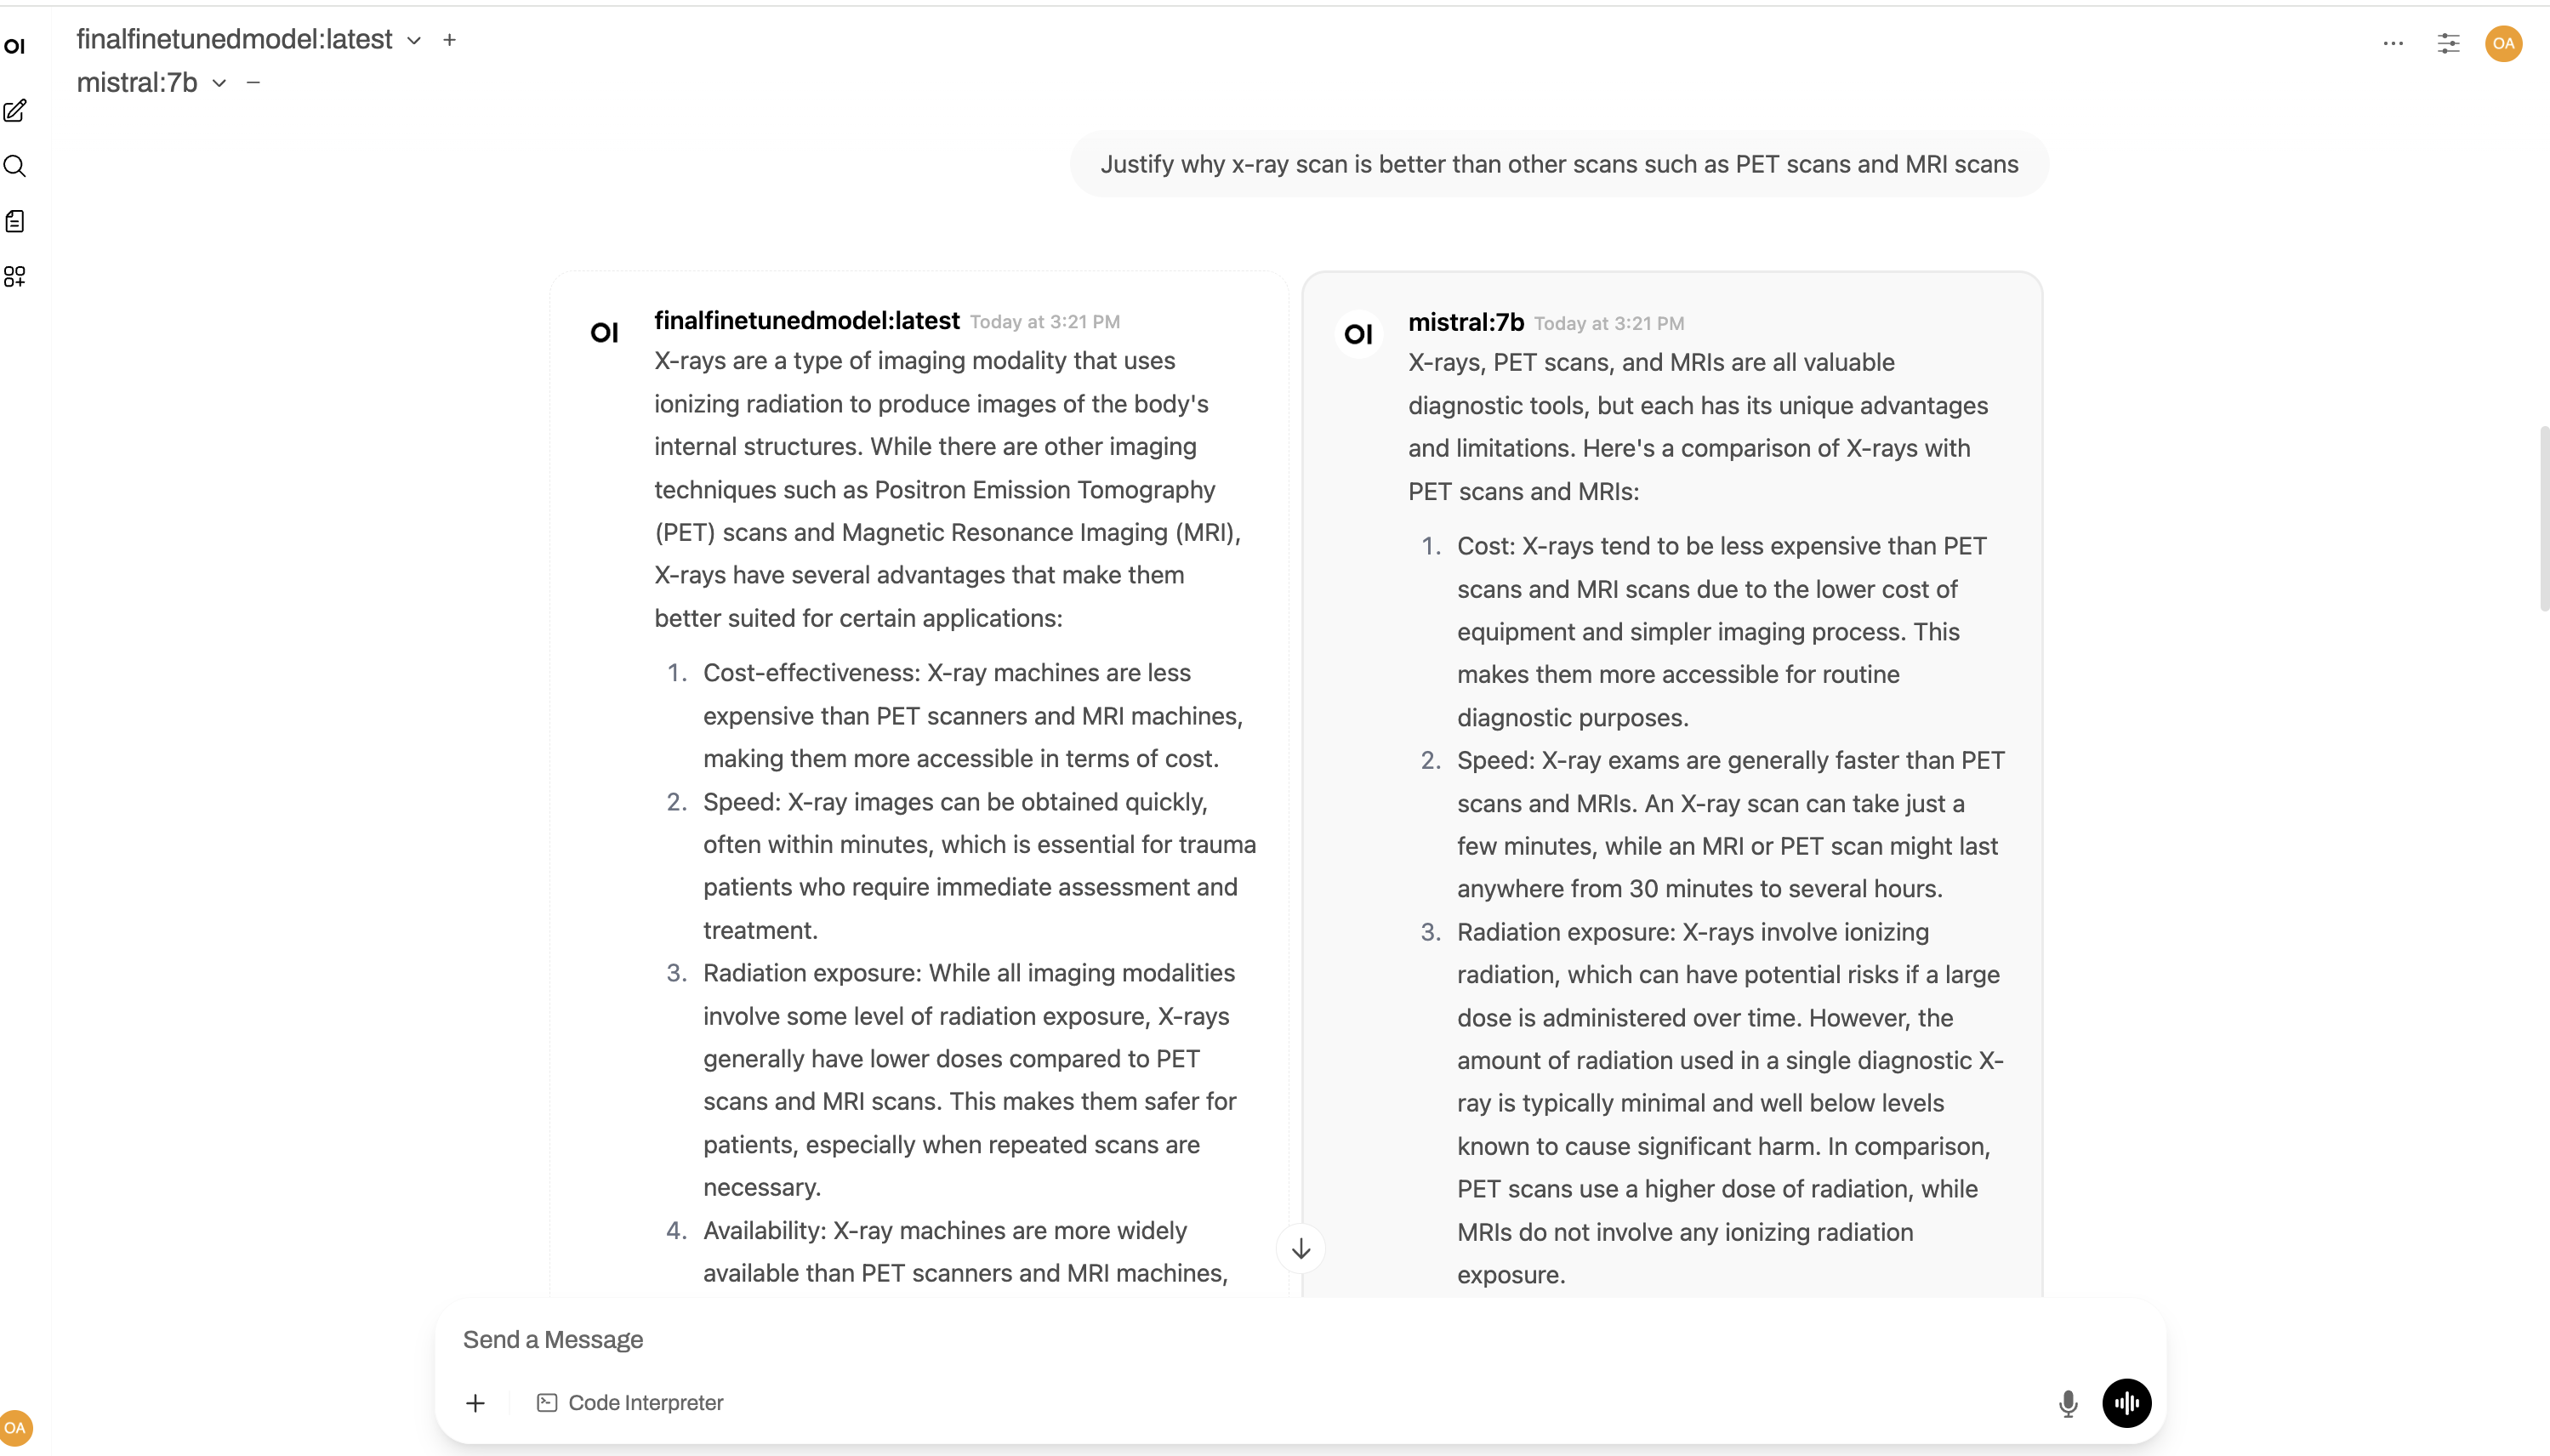 OI
finalfinetunedmodel:latest
mistral:7b
OA
Justify why x-ray scan is better than other scans such as PET scans and MRI scans
OI
finalfinetunedmodel:latest Today at 3:21 PM
X-rays are a type of imaging modality that uses
ionizing radiation to produce images of the body's
internal structures. While there are other imaging
techniques such as Positron Emission Tomography
(PET) scans and Magnetic Resonance Imaging (MRI),
X-rays have several advantages that make them
better suited for certain applications:
1. Cost-effectiveness: X-ray machines are less
expensive than PET scanners and MRI machines,
making them more accessible in terms of cost.
2. Speed: X-ray images can be obtained quickly,
often within minutes, which is essential for trauma
patients who require immediate assessment and
treatment.
3. Radiation exposure: While all imaging modalities
involve some level of radiation exposure, X-rays
generally have lower doses compared to PET
scans and MRI scans. This makes them safer for
patients, especially when repeated scans are
necessary.
4. Availability: X-ray machines are more widely
available than PET scanners and MRI machines,
OI
mistral:7b Today at 3:21 PM
X-rays, PET scans, and MRIs are all valuable
diagnostic tools, but each has its unique advantages
and limitations. Here's a comparison of X-rays with
PET scans and MRIs:
1. Cost: X-rays tend to be less expensive than PET
scans and MRI scans due to the lower cost of
equipment and simpler imaging process. This
makes them more accessible for routine
diagnostic purposes.
2. Speed: X-ray exams are generally faster than PET
scans and MRIs. An X-ray scan can take just a
few minutes, while an MRI or PET scan might last
anywhere from 30 minutes to several hours.
3. Radiation exposure: X-rays involve ionizing
radiation, which can have potential risks if a large
dose is administered over time. However, the
amount of radiation used in a single diagnostic X-
ray is typically minimal and well below levels
known to cause significant harm. In comparison,
PET scans use a higher dose of radiation, while
MRIs do not involve any ionizing radiation
exposure.
Send a Message
Code Interpreter
OA